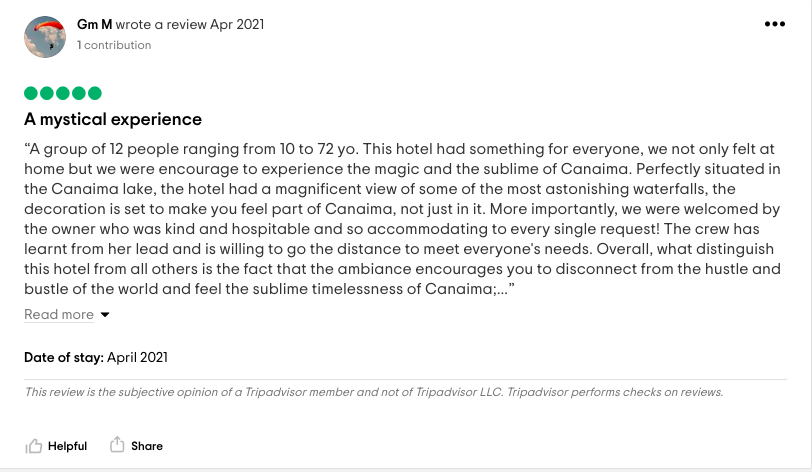 Gm M wrote a review Apr 2021
1 contribution
A mystical experience
“A group of 12 people ranging from 10 to 72 yo. This hotel had something for everyone, we not only felt at
home but we were encourage to experience the magic and the sublime of Canaima. Perfectly situated in
the Canaima lake, the hotel had a magnificent view of some of the most astonishing waterfalls, the
decoration is set to make you feel part of Canaima, not just in it. More importantly, we were welcomed by
the owner who was kind and hospitable and so accommodating to every single request! The crew has
learnt from her lead and is willing to go the distance to meet everyone's needs. Overall, what distinguish
this hotel from all others is the fact that the ambiance encourages you to disconnect from the hustle and
bustle of the world and feel the sublime timelessness of Canaima;...”
Read more
Date of stay: April 2021
This review is the subjective opinion of a Tripadvisor member and not of Tripadvisor LLC. Tripadvisor performs checks on reviews.
Helpful Share